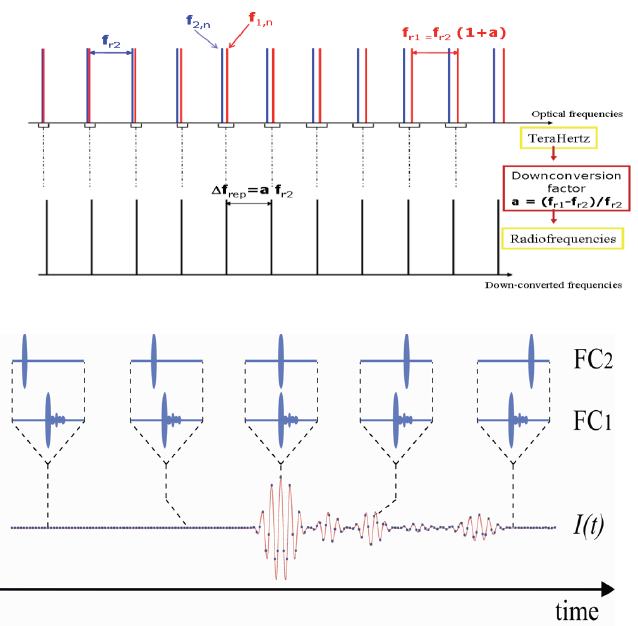 f2,n
f1,n
fr2
fr1 = fr2 (1+a)
Optical frequencies
TeraHertz
Downconversion
factor
a = (fr1-fr2)/fr2
Δfrep=a fr2
Radiofrequencies
Down-converted frequencies
FC2
FC1
I(t)
time